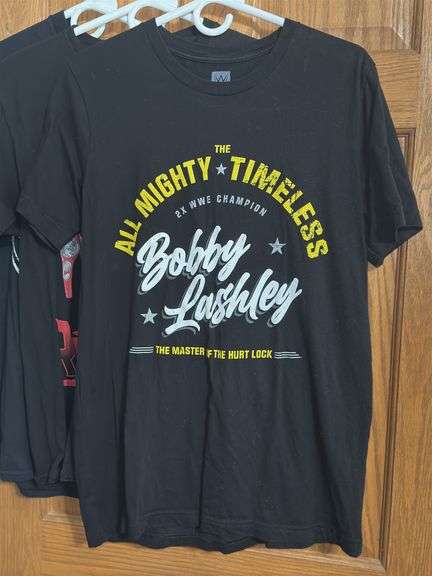 THE
ALL MIGHTY TIMELESS
2X WWE CHAMPION
Bobby
Lashley
THE MASTER OF THE HURT LOCK